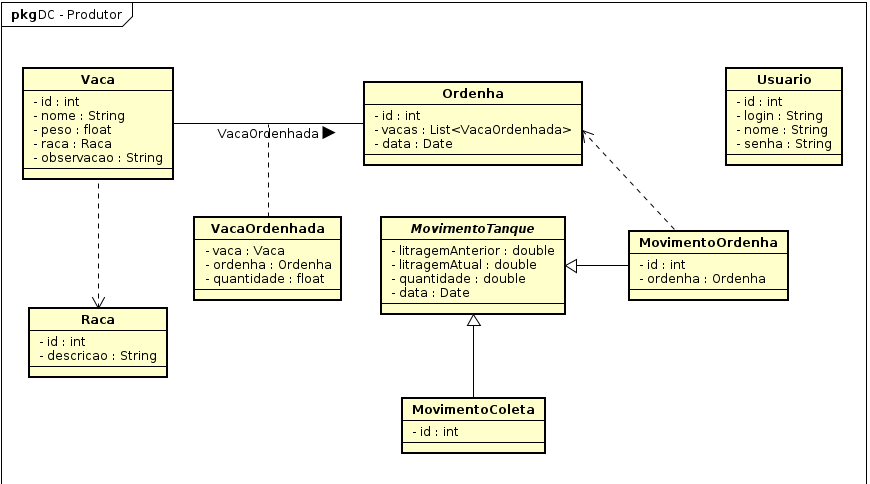 pkg DC - Produtor
Vaca
- id : int
- nome : String
- peso : float
- raca : Raca
- observacao : String
VacaOrdenhada
Ordenha
- id : int
- vacas : List<VacaOrdenhada>
- data : Date
Usuario
- id : int
- login : String
- nome : String
- senha : String
VacaOrdenhada
- vaca : Vaca
- ordenha : Ordenha
- quantidade : float
MovimentoTanque
- litragemAnterior : double
- litragemAtual : double
- quantidade : double
- data : Date
MovimentoOrdenha
- id : int
- ordenha : Ordenha
Raca
- id : int
- descricao : String
MovimentoColeta
- id : int